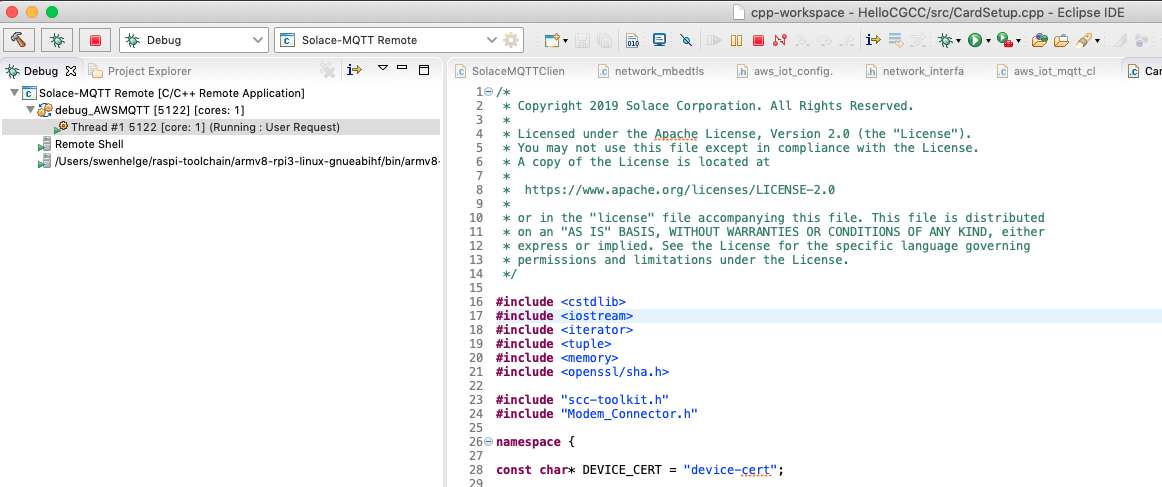 cpp-workspace - HelloCGCC/src/CardSetup.cpp - Eclipse IDE
Debug
Solace-MQTT Remote
010
Debug
Project Explorer
SolaceMQTTClien
network_mbedtls
aws_iot_config.
network_interfa
aws_iot_mqtt_cl
Car
Solace-MQTT Remote [C/C++ Remote Application]
debug_AWSMQTT [5122] [cores: 1]
Thread #1 5122 [core: 1] (Running : User Request)
Remote Shell
/Users/swenhelge/raspi-toolchain/armv8-rpi3-linux-gnueabihf/bin/armv8-
1 /*
2 * Copyright 2019 Solace Corporation. All Rights Reserved.
3 *
4 * Licensed under the Apache License, Version 2.0 (the "License").
5 * You may not use this file except in compliance with the License.
6 * A copy of the License is located at
7 *
8 *  https://www.apache.org/licenses/LICENSE-2.0
9 *
10 * or in the "license" file accompanying this file. This file is distributed
11 * on an "AS IS" BASIS, WITHOUT WARRANTIES OR CONDITIONS OF ANY KIND, either
12 * express or implied. See the License for the specific language governing
13 * permissions and limitations under the License.
14 */
15
16 #include <cstdlib>
17 #include <iostream>
18 #include <iterator>
19 #include <tuple>
20 #include <memory>
21 #include <openssl/sha.h>
22
23 #include "scc-toolkit.h"
24 #include "Modem_Connector.h"
25
26 namespace {
27
28 const char* DEVICE_CERT = "device-cert";
29